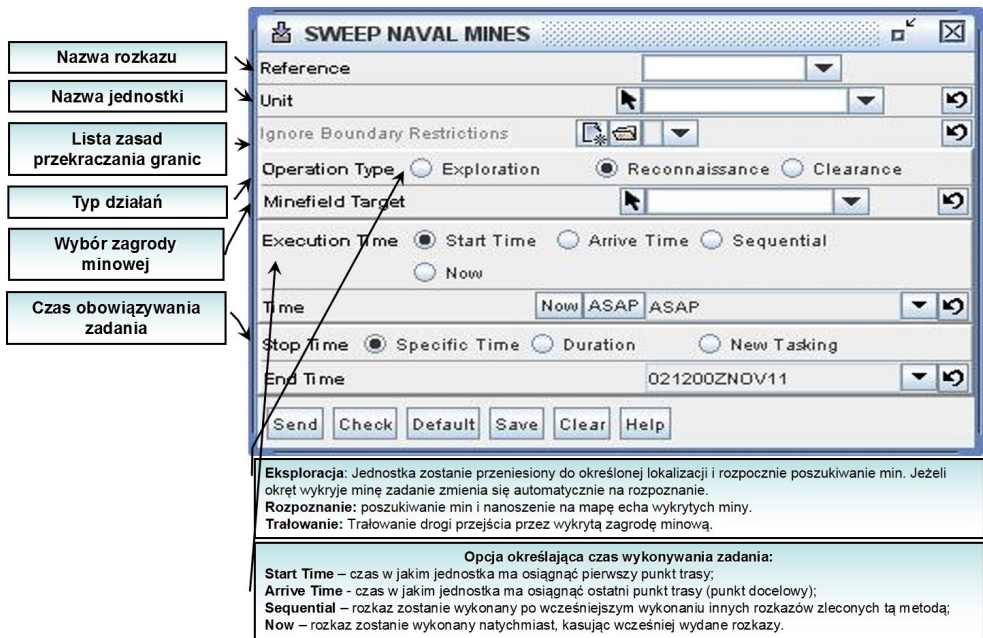 SWEEP NAVAL MINES
Nazwa rozkazu
Reference
Nazwa jednostki
Unit
Lista zasad
przekraczania granic
Ignore Boundary Restrictions
Typ działań
Operation Type Exploration Reconnaissance Clearance
Wybór zagrody
minowej
Minefield Target
Execution Time Start Time Arrive Time Sequential
Now
Czas obowiązywania
zadania
Time Now ASAP ASAP
Stop Time Specific Time Duration New Tasking
End Time 021200ZNOV11
Send Check Default Save Clear Help
Eksploracja: Jednostka zostanie przeniesiony do określonej lokalizacji i rozpocznie poszukiwanie min. Jeżeli
okręt wykryje minę zadanie zmienia się automatycznie na rozpoznanie.
Rozpoznanie: poszukiwanie min i nanoszenie na mapę echa wykrytych miny.
Trałowanie: Trałowanie drogi przejścia przez wykrytą zagrodę minową.
Opcja określająca czas wykonywania zadania:
Start Time – czas w jakim jednostka ma osiągnąć pierwszy punkt trasy;
Arrive Time - czas w jakim jednostka ma osiągnąć ostatni punkt trasy (punkt docelowy);
Sequential – rozkaz zostanie wykonany po wcześniejszym wykonaniu innych rozkazów zleconych tą metodą;
Now – rozkaz zostanie wykonany natychmiast, kasując wcześniej wydane rozkazy.